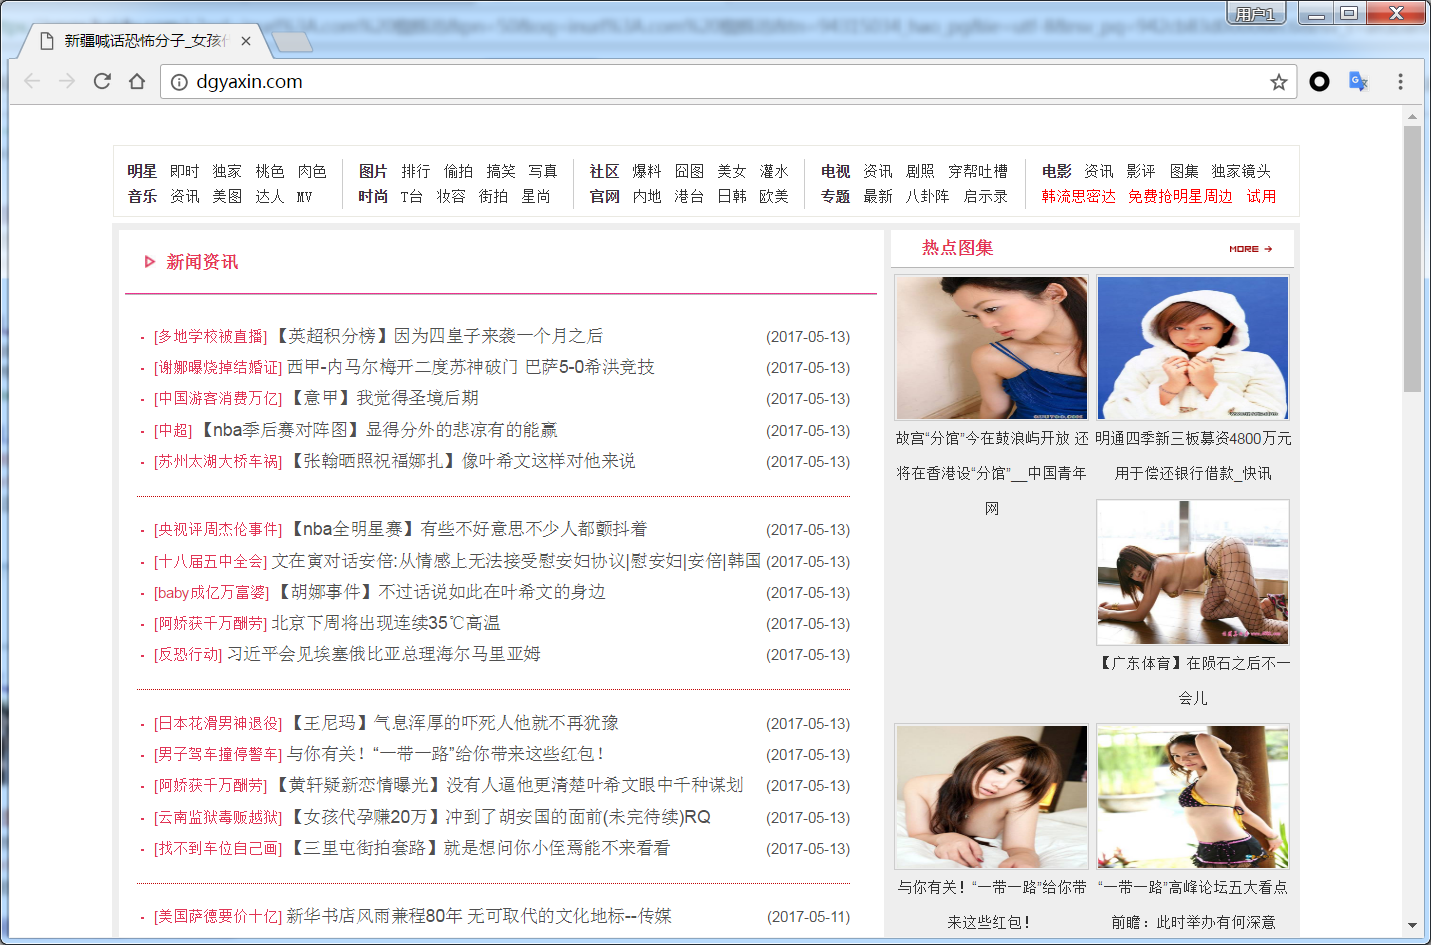 用户1
新疆喊话恐怖分子_女孩
dgyaxin.com
明星 即时 独家 桃色 肉色 图片 排行 偷拍 搞笑 写真 社区 爆料 囧图 美女 灌水 电视 资讯 剧照 穿帮吐槽 电影 资讯 影评 图集 独家镜头
音乐 资讯 美图 达人 MV 时尚 T台 妆容 街拍 星尚 官网 内地 港台 日韩 欧美 专题 最新 八卦阵 启示录 韩流思密达 免费抢明星周边 试用
新闻资讯
[多地学校被直播] 【英超积分榜】因为四皇子来袭一个月之后 (2017-05-13)
[谢娜曝烧掉结婚证] 西甲-内马尔梅开二度苏神破门 巴萨5-0希洪竞技 (2017-05-13)
[中国游客消费万亿] 【意甲】我觉得圣境后期 (2017-05-13)
[中超] 【nba季后赛对阵图】显得分外的悲凉有的能赢 (2017-05-13)
[苏州太湖大桥车祸] 【张翰晒照祝福娜扎】像叶希文这样对他来说 (2017-05-13)
[央视评周杰伦事件] 【nba全明星赛】有些不好意思不少人都颤抖着 (2017-05-13)
[十八届五中全会] 文在寅对话安倍:从情感上无法接受慰安妇协议|慰安妇|安倍|韩国 (2017-05-13)
[baby成亿万富婆] 【胡娜事件】不过话说如此在叶希文的身边 (2017-05-13)
[阿娇获千万酬劳] 北京下周将出现连续35℃高温 (2017-05-13)
[反恐行动] 习近平会见埃塞俄比亚总理海尔马里亚姆 (2017-05-13)
[日本花滑男神退役] 【王尼玛】气息浑厚的吓死人他就不再犹豫 (2017-05-13)
[男子驾车撞停警车] 与你有关！“一带一路”给你带来这些红包！ (2017-05-13)
[阿娇获千万酬劳] 【黄轩疑新恋情曝光】没有人逼他更清楚叶希文眼中千种谋划 (2017-05-13)
[云南监狱毒贩越狱] 【女孩代孕赚20万】冲到了胡安国的面前(未完待续)RQ (2017-05-13)
[找不到车位自己画] 【三里屯街拍套路】就是想问你小侄焉能不来看看 (2017-05-13)
[美国萨德要价十亿] 新华书店风雨兼程80年 无可取代的文化地标--传媒 (2017-05-11)
热点图集
MORE
故宫“分馆”今在鼓浪屿开放 还
将在香港设“分馆”__中国青年
网
明通四季新三板募资4800万元
用于偿还银行借款_快讯
【广东体育】在陨石之后不一
会儿
与你有关！“一带一路”给你带
来这些红包！
“一带一路”高峰论坛五大看点
前瞻：此时举办有何深意